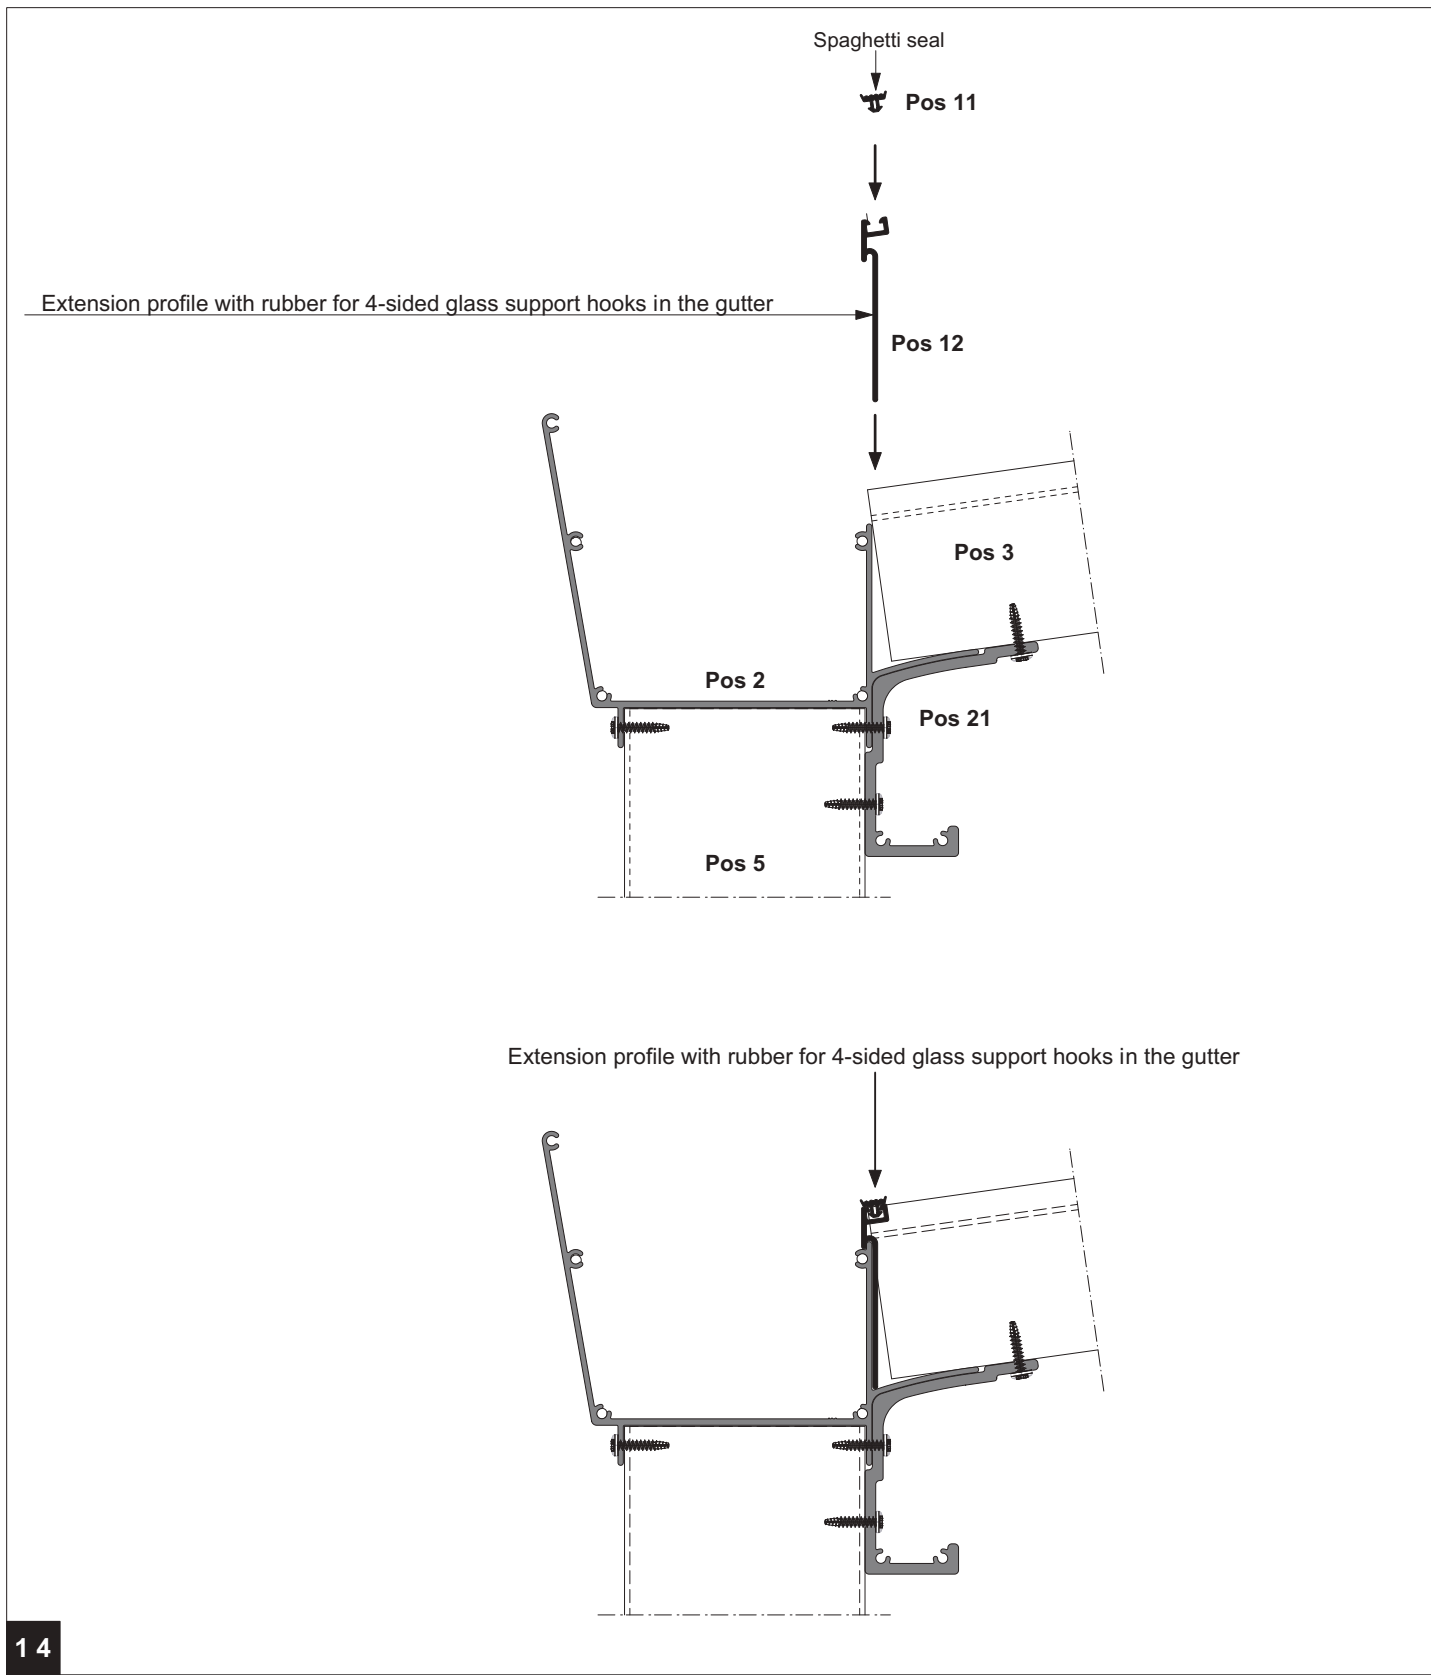 Spaghetti seal
Pos 11
Extension profile with rubber for 4-sided glass support hooks in the gutter
Pos 12
Pos 3
Pos 2
Pos 21
Pos 5
Extension profile with rubber for 4-sided glass support hooks in the gutter
1 4